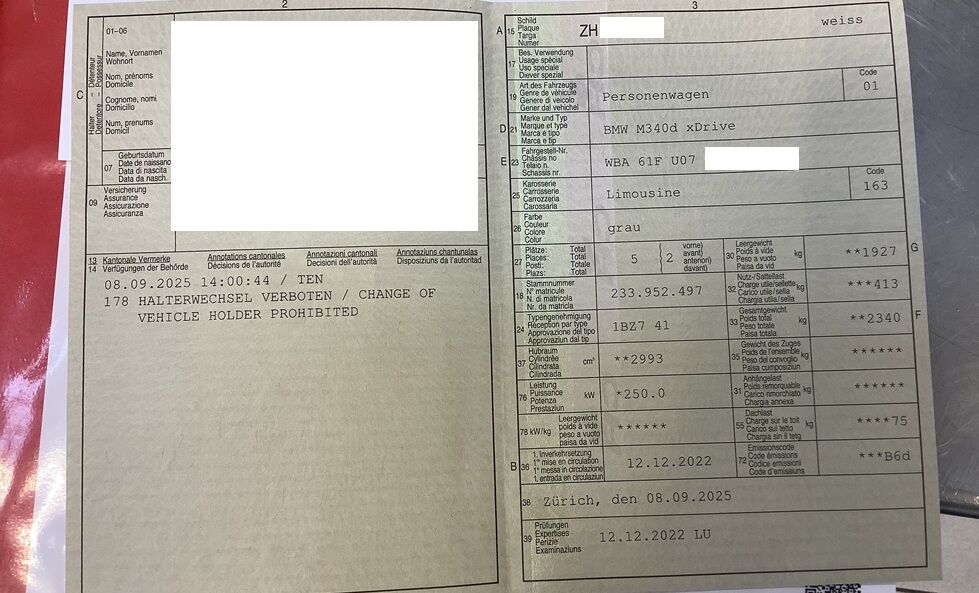 2
01-06
C
Halter – Détenteur
Detentore – Possessur
Name, Vornamen
Wohnort
Nom, prénoms
Domicile
Cognome, nomi
Domicilio
Num, prenums
Domicil
07
Geburtsdatum
Date de naissanc
Data di nascita
Data da nasch.
09
Versicherung
Assurance
Assicurazione
Assicuranza
13 Kantonale Vermerke Annotations cantonales Annotazioni cantonali Annotaziuns chantunalas
14 Verfügungen der Behörde Décisions de l'autorité Decisioni dell'autorità Disposiziuns da l'autoritad
08.09.2025 14:00:44 / TEN
178 HALTERWECHSEL VERBOTEN / CHANGE OF
VEHICLE HOLDER PROHIBITED
3
A 15 Schild
Plaque
Targa
Numer
ZH
weiss
17 Bes. Verwendung
Usage spécial
Uso speciale
Diever spezial
19 Art des Fahrzeugs
Genre de véhicule
Genere di veicolo
Gener dal vehichel
Personenwagen
Code
01
D 21 Marke und Typ
Marque et type
Marca e tipo
Marca e tip
BMW M340d xDrive
E 23 Fahrgestell-Nr.
Châssis no
Telaio n.
Schassis nr.
WBA 61F U07
25 Karosserie
Carrosserie
Carrozzeria
Carossaria
Limousine
Code
163
26 Farbe
Couleur
Colore
Colur
grau
27 Plätze: Total
Places: Total
Posti: Totale
Plazs: Total
5 2 vorne)
avant)
anteriori)
davant)
30 Leergewicht
Poids à vide
Peso a vuoto
Paisa da vid
kg
**1927
G
18 Stammnummer
N° matricule
N. di matricola
Nr. da matricla
233.952.497
32 Nutz-/Sattellast
Charge utile/sellette
Carico utile/sella
Chargia utila/sella
kg
***413
24 Typengenehmigung
Réception par type
Approvazione del tipo
Approvaziun dal tip
1BZ7 41
33 Gesamtgewicht
Poids total
Peso totale
Paisa totala
kg
**2340
F
37 Hubraum
Cylindrée
Cilindrata
Cilindrada
cm³
**2993
35 Gewicht des Zuges
Poids de l'ensemble
Peso del convoglio
Paisa cumposiziun
kg
******
76 Leistung
Puissance
Potenza
Prestaziun
kW
*250.0
31 Anhängelast
Poids remorquable
Carico rimorchiato
Chargia annexa
kg
******
78 kW/kg Leergewicht
poids à vide
peso a vuoto
paisa da vid
******
55 Dachlast
Charge sur le toit
Carico sul tetto
Chargia sin il tetg
kg
****75
B 36 1. Inverkehrsetzung
1re mise en circulation
1a messa in circolazione
1. entrada en circulaziun
12.12.2022
72 Emissionscode
Code émissions
Codice emissioni
Code d'emissiuns
***B6d
38 Zürich, den 08.09.2025
39 Prüfungen
Expertises
Perizie
Examinaziuns
12.12.2022 LU